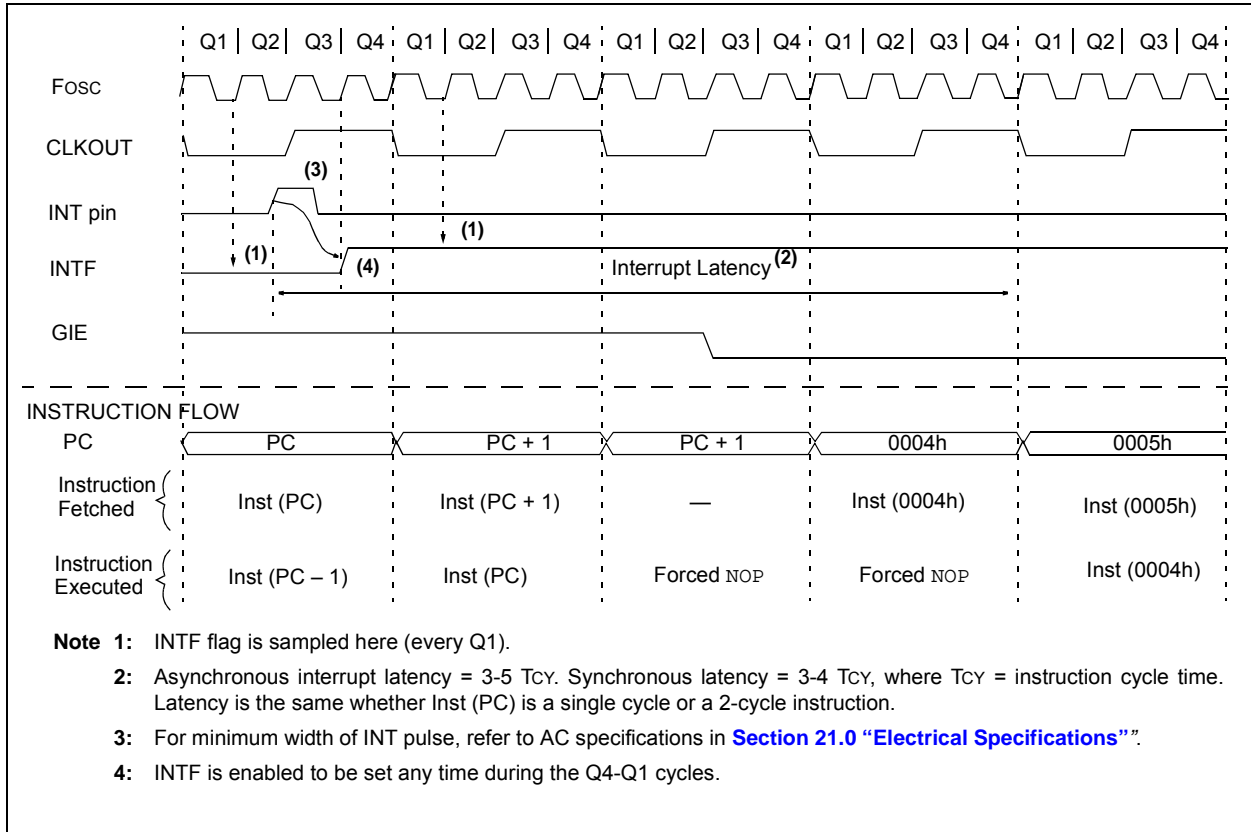 Q1 Q2 Q3 Q4 Q1 Q2 Q3 Q4 Q1 Q2 Q3 Q4 Q1 Q2 Q3 Q4 Q1 Q2 Q3 Q4
FOSC
CLKOUT
(3)
INT pin
(1)
(1)
INTF
(4)
Interrupt Latency(2)
GIE
INSTRUCTION FLOW
PC PC PC + 1 PC + 1 0004h 0005h
Instruction
Fetched
Inst (PC) Inst (PC + 1) — Inst (0004h) Inst (0005h)
Instruction
Executed
Inst (PC – 1) Inst (PC) Forced NOP Forced NOP Inst (0004h)
Note 1: INTF flag is sampled here (every Q1).
2: Asynchronous interrupt latency = 3-5 TCY. Synchronous latency = 3-4 TCY, where TCY = instruction cycle time.
Latency is the same whether Inst (PC) is a single cycle or a 2-cycle instruction.
3: For minimum width of INT pulse, refer to AC specifications in Section 21.0 “Electrical Specifications””.
4: INTF is enabled to be set any time during the Q4-Q1 cycles.